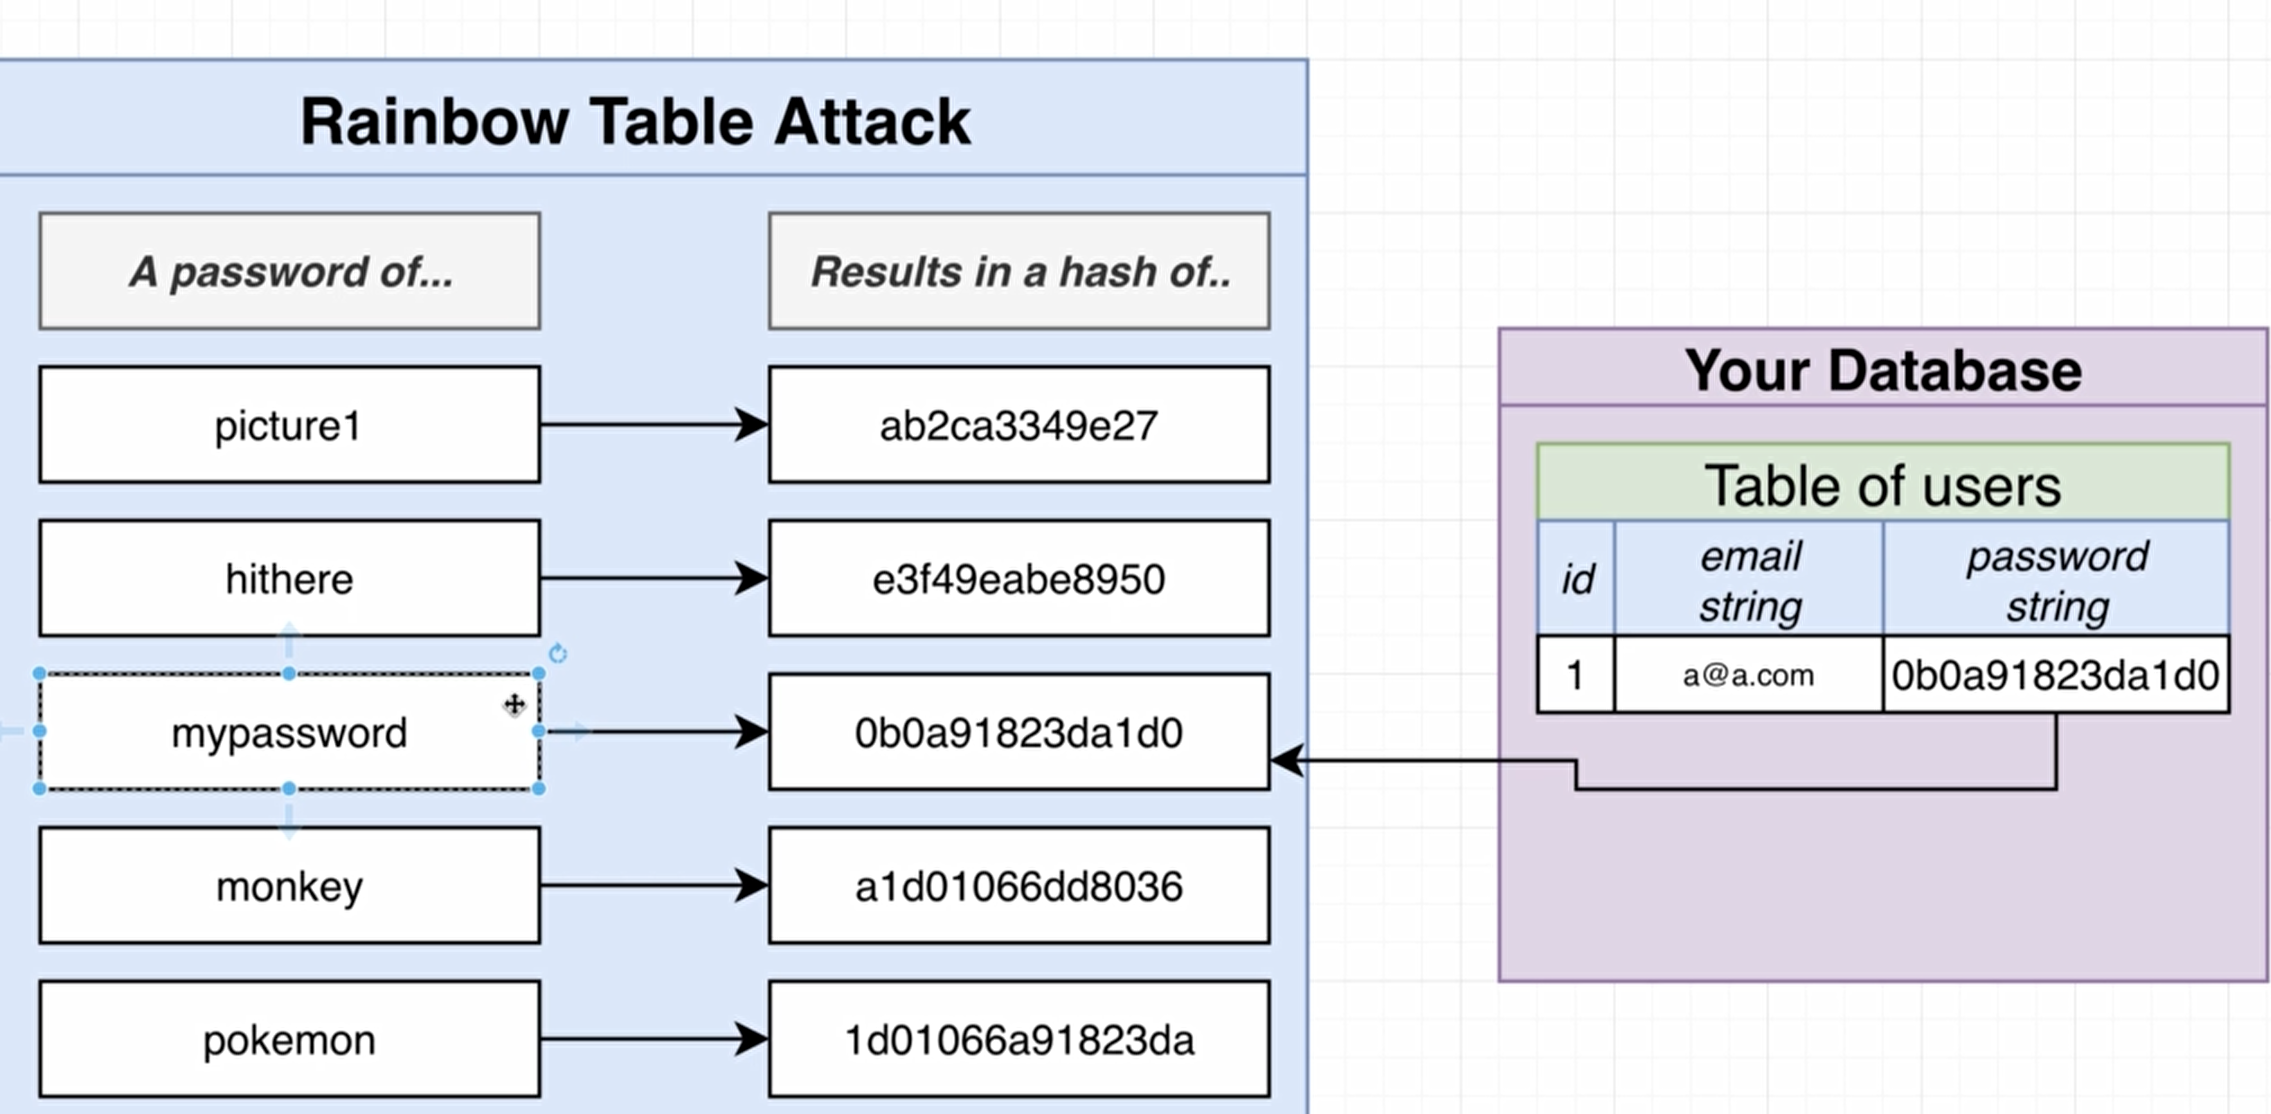 Rainbow Table Attack
A password of...
Results in a hash of..
picture1
ab2ca3349e27
hithere
e3f49eabe8950
mypassword
0b0a91823da1d0
monkey
a1d01066dd8036
pokemon
1d01066a91823da
Your Database
Table of users
id
email
string
password
string
1
a@a.com
0b0a91823da1d0